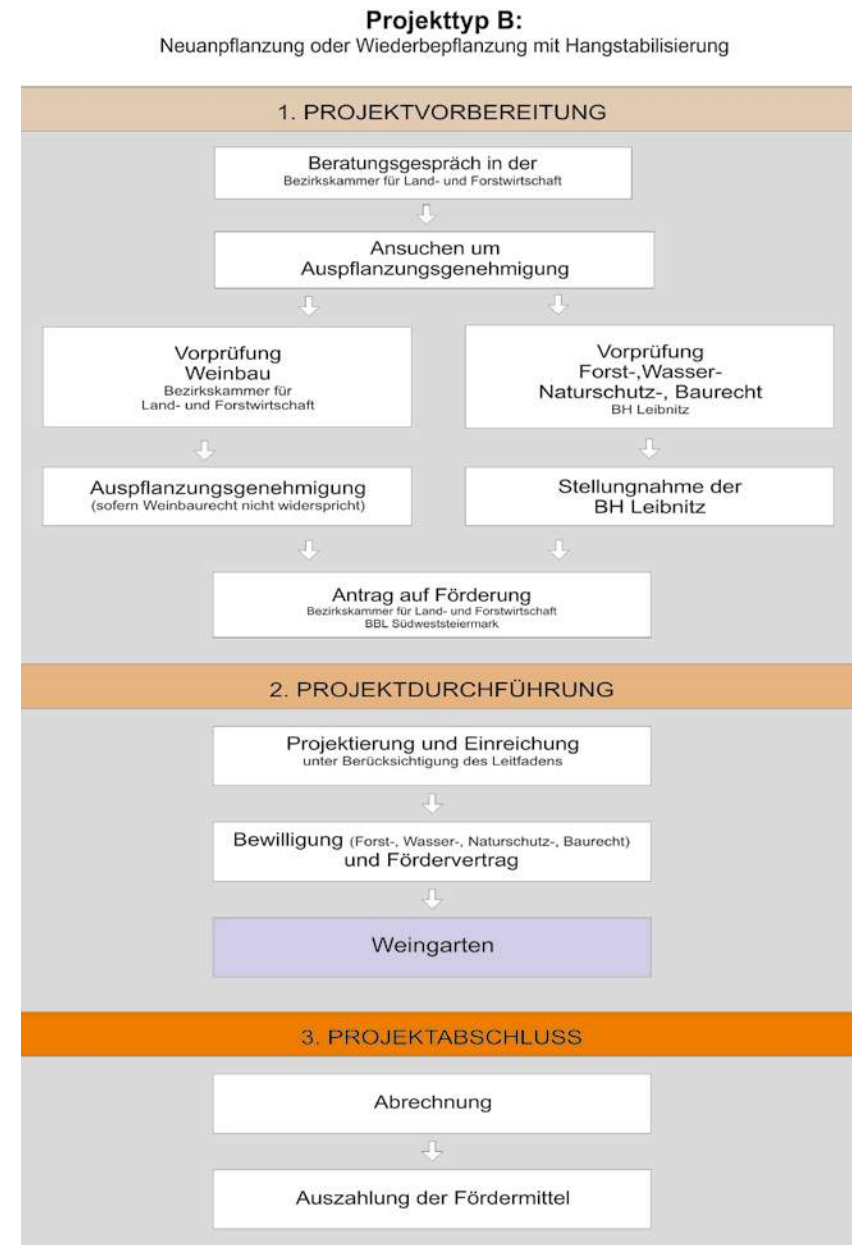 Projekttyp B:
Neuanpflanzung oder Wiederbepflanzung mit Hangstabilisierung
1. PROJEKTVORBEREITUNG
Beratungsgespräch in der
Bezirkskammer für Land- und Forstwirtschaft
Ansuchen um
Auspflanzungsgenehmigung
Vorprüfung
Weinbau
Bezirkskammer für
Land- und Forstwirtschaft
Vorprüfung
Forst-,Wasser-
Naturschutz-, Baurecht
BH Leibnitz
Auspflanzungsgenehmigung
(sofern Weinbaurecht nicht widerspricht)
Stellungnahme der
BH Leibnitz
Antrag auf Förderung
Bezirkskammer für Land- und Forstwirtschaft
BBL Südweststeiermark
2. PROJEKTDURCHFÜHRUNG
Projektierung und Einreichung
unter Berücksichtigung des Leitfadens
Bewilligung (Forst-, Wasser-, Naturschutz-, Baurecht)
und Fördervertrag
Weingarten
3. PROJEKTABSCHLUSS
Abrechnung
Auszahlung der Fördermittel